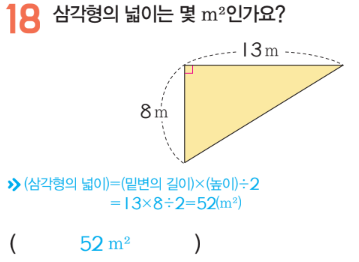 18 삼각형의 넓이는 몇 m²인가요?
13 m
8 m
(삼각형의 넓이)=(밑변의 길이)×(높이)÷2
=13×8÷2=52(m²)
( 52 m² )